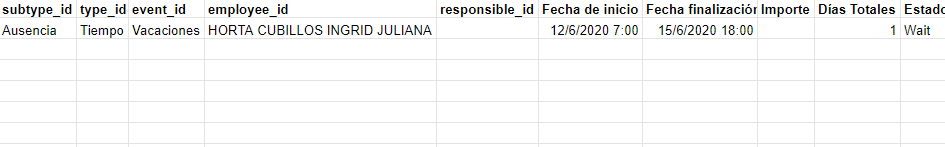 subtype_id type_id event_id employee_id responsible_id Fecha de inicio Fecha finalización Importe Días Totales Estado
Ausencia Tiempo Vacaciones HORTA CUBILLOS INGRID JULIANA 12/6/2020 7:00 15/6/2020 18:00 1 Wait